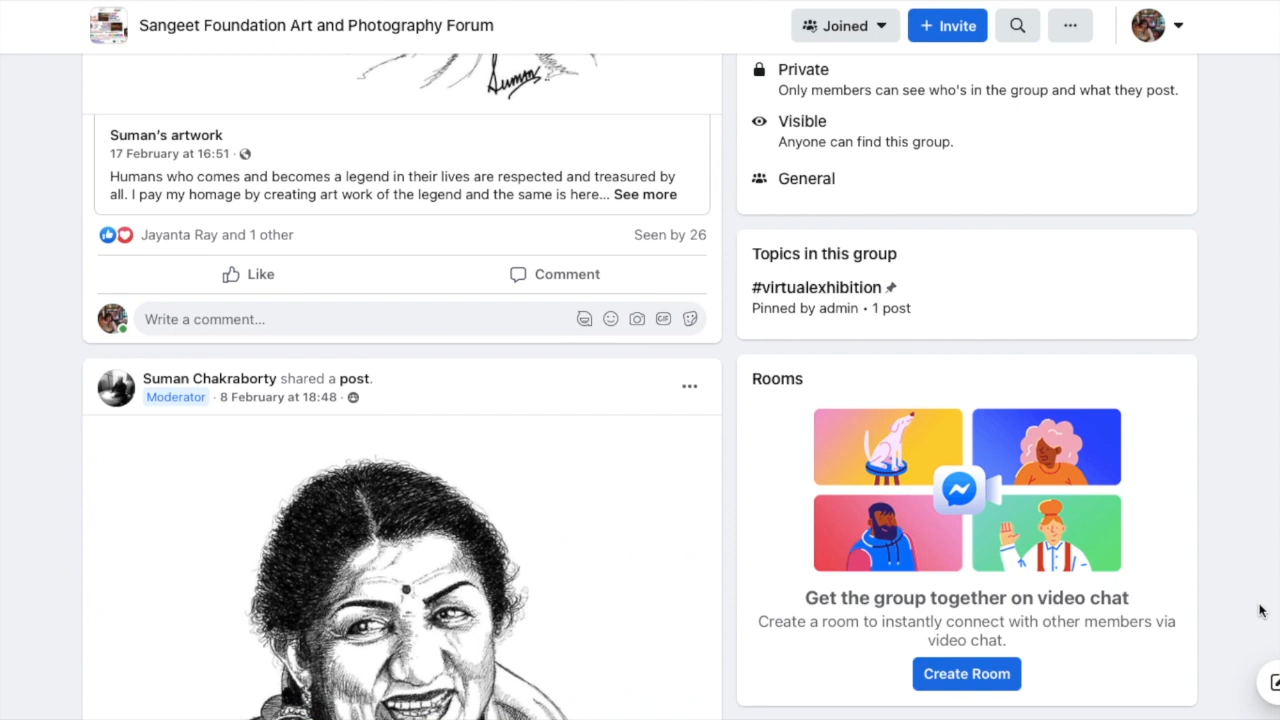 Sangeet Foundation Art and Photography Forum
Joined
+ Invite
Suman
Suman's artwork
17 February at 16:51 ·
Humans who comes and becomes a legend in their lives are respected and treasured by
all. I pay my homage by creating art work of the legend and the same is here... See more
Jayanta Ray and 1 other
Seen by 26
Like
Comment
Write a comment...
GIF
Suman Chakraborty shared a post.
Moderator · 8 February at 18:48 ·
Private
Only members can see who's in the group and what they post.
Visible
Anyone can find this group.
General
Topics in this group
#virtualexhibition
Pinned by admin • 1 post
Rooms
Get the group together on video chat
Create a room to instantly connect with other members via
video chat.
Create Room